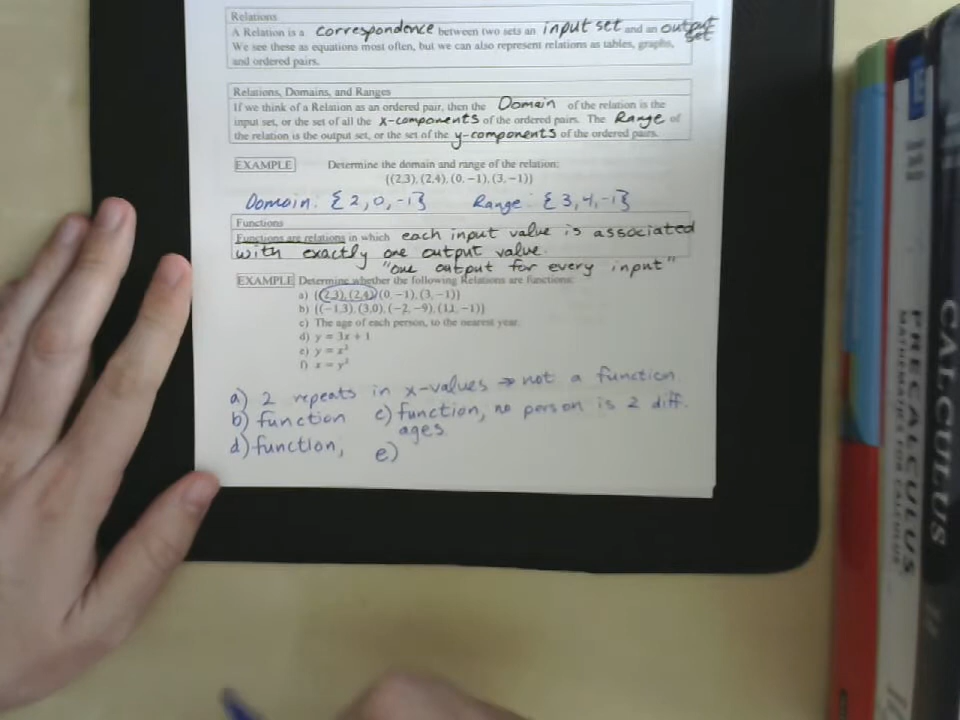 Relations
A Relation is a correspondence between two sets an input set and an output set
We see these as equations most often, but we can also represent relations as tables, graphs,
and ordered pairs.
Relations, Domains, and Ranges
If we think of a Relation as an ordered pair, then the Domain of the relation is the
input set, or the set of all the x-components of the ordered pairs. The Range of
the relation is the output set, or the set of the y-components of the ordered pairs.
EXAMPLE Determine the domain and range of the relation:
{(2,3), (2,4), (0, −1), (3, −1)}
Domain: {2, 0, -1} Range: {3, 4, -1}
Functions
Functions are relations in which each input value is associated
with exactly one output value.
"one output for every input"
EXAMPLE Determine whether the following Relations are functions:
a) {(2,3), (2,4), (0, −1), (3, −1)}
b) {(−1,3), (3,0), (−2, −9), (11, −1)}
c) The age of each person, to the nearest year.
d) y = 3x + 1
e) y = x²
f) x = y²
a) 2 repeats in x-values → not a function
b) function c) function, no person is 2 diff. ages.
d) function, e)
PRECALCULUS
MATHEMATICS FOR CALCULUS
CALCULUS